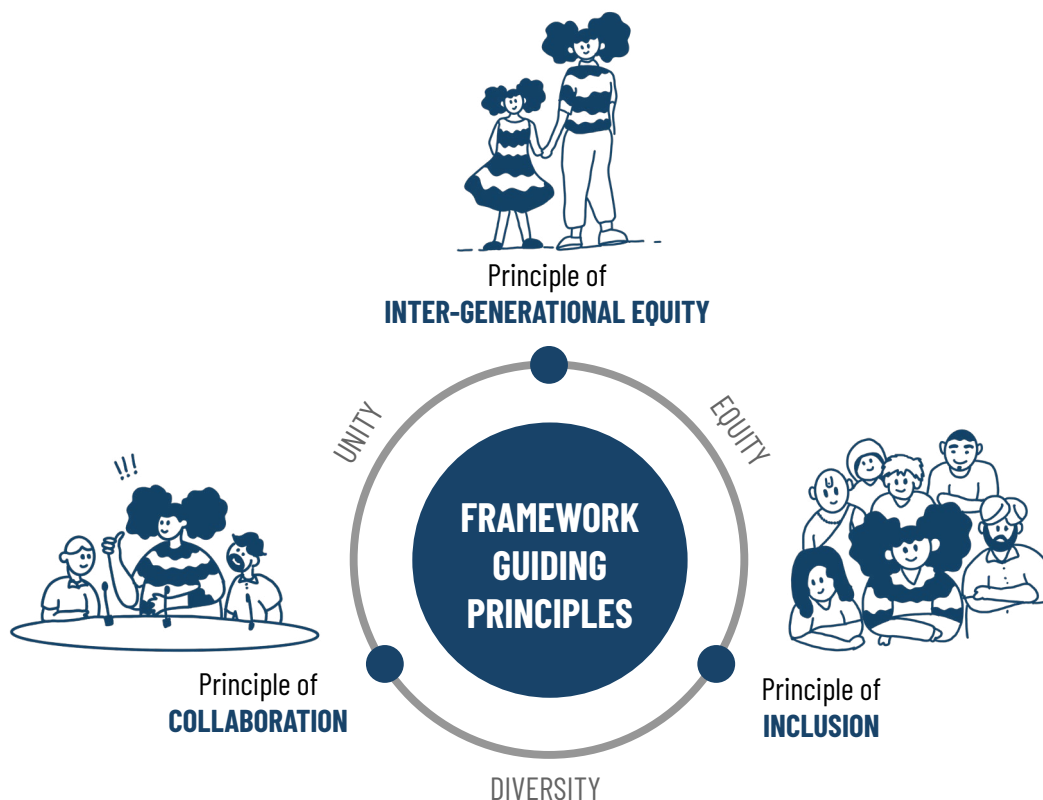 Principle of
INTER-GENERATIONAL EQUITY
UNITY
EQUITY
!!!
FRAMEWORK
GUIDING
PRINCIPLES
Principle of
COLLABORATION
Principle of
INCLUSION
DIVERSITY